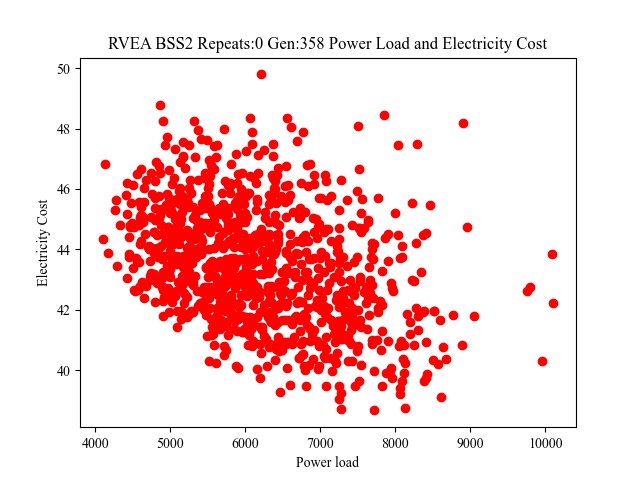 RVEA BSS2 Repeats:0 Gen:358 Power Load and Electricity Cost
50
48
46
44
42
40
Electricity Cost
4000 5000 6000 7000 8000 9000 10000
Power load